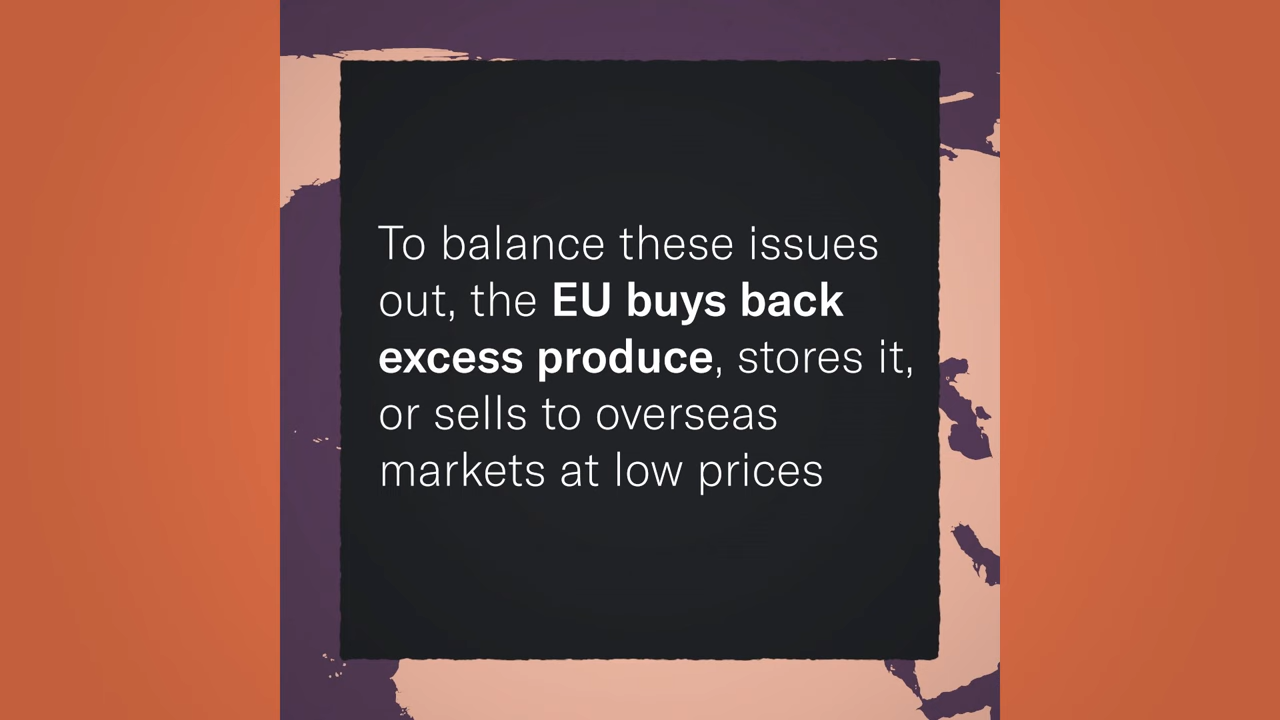 To balance these issues
out, the EU buys back
excess produce, stores it,
or sells to overseas
markets at low prices